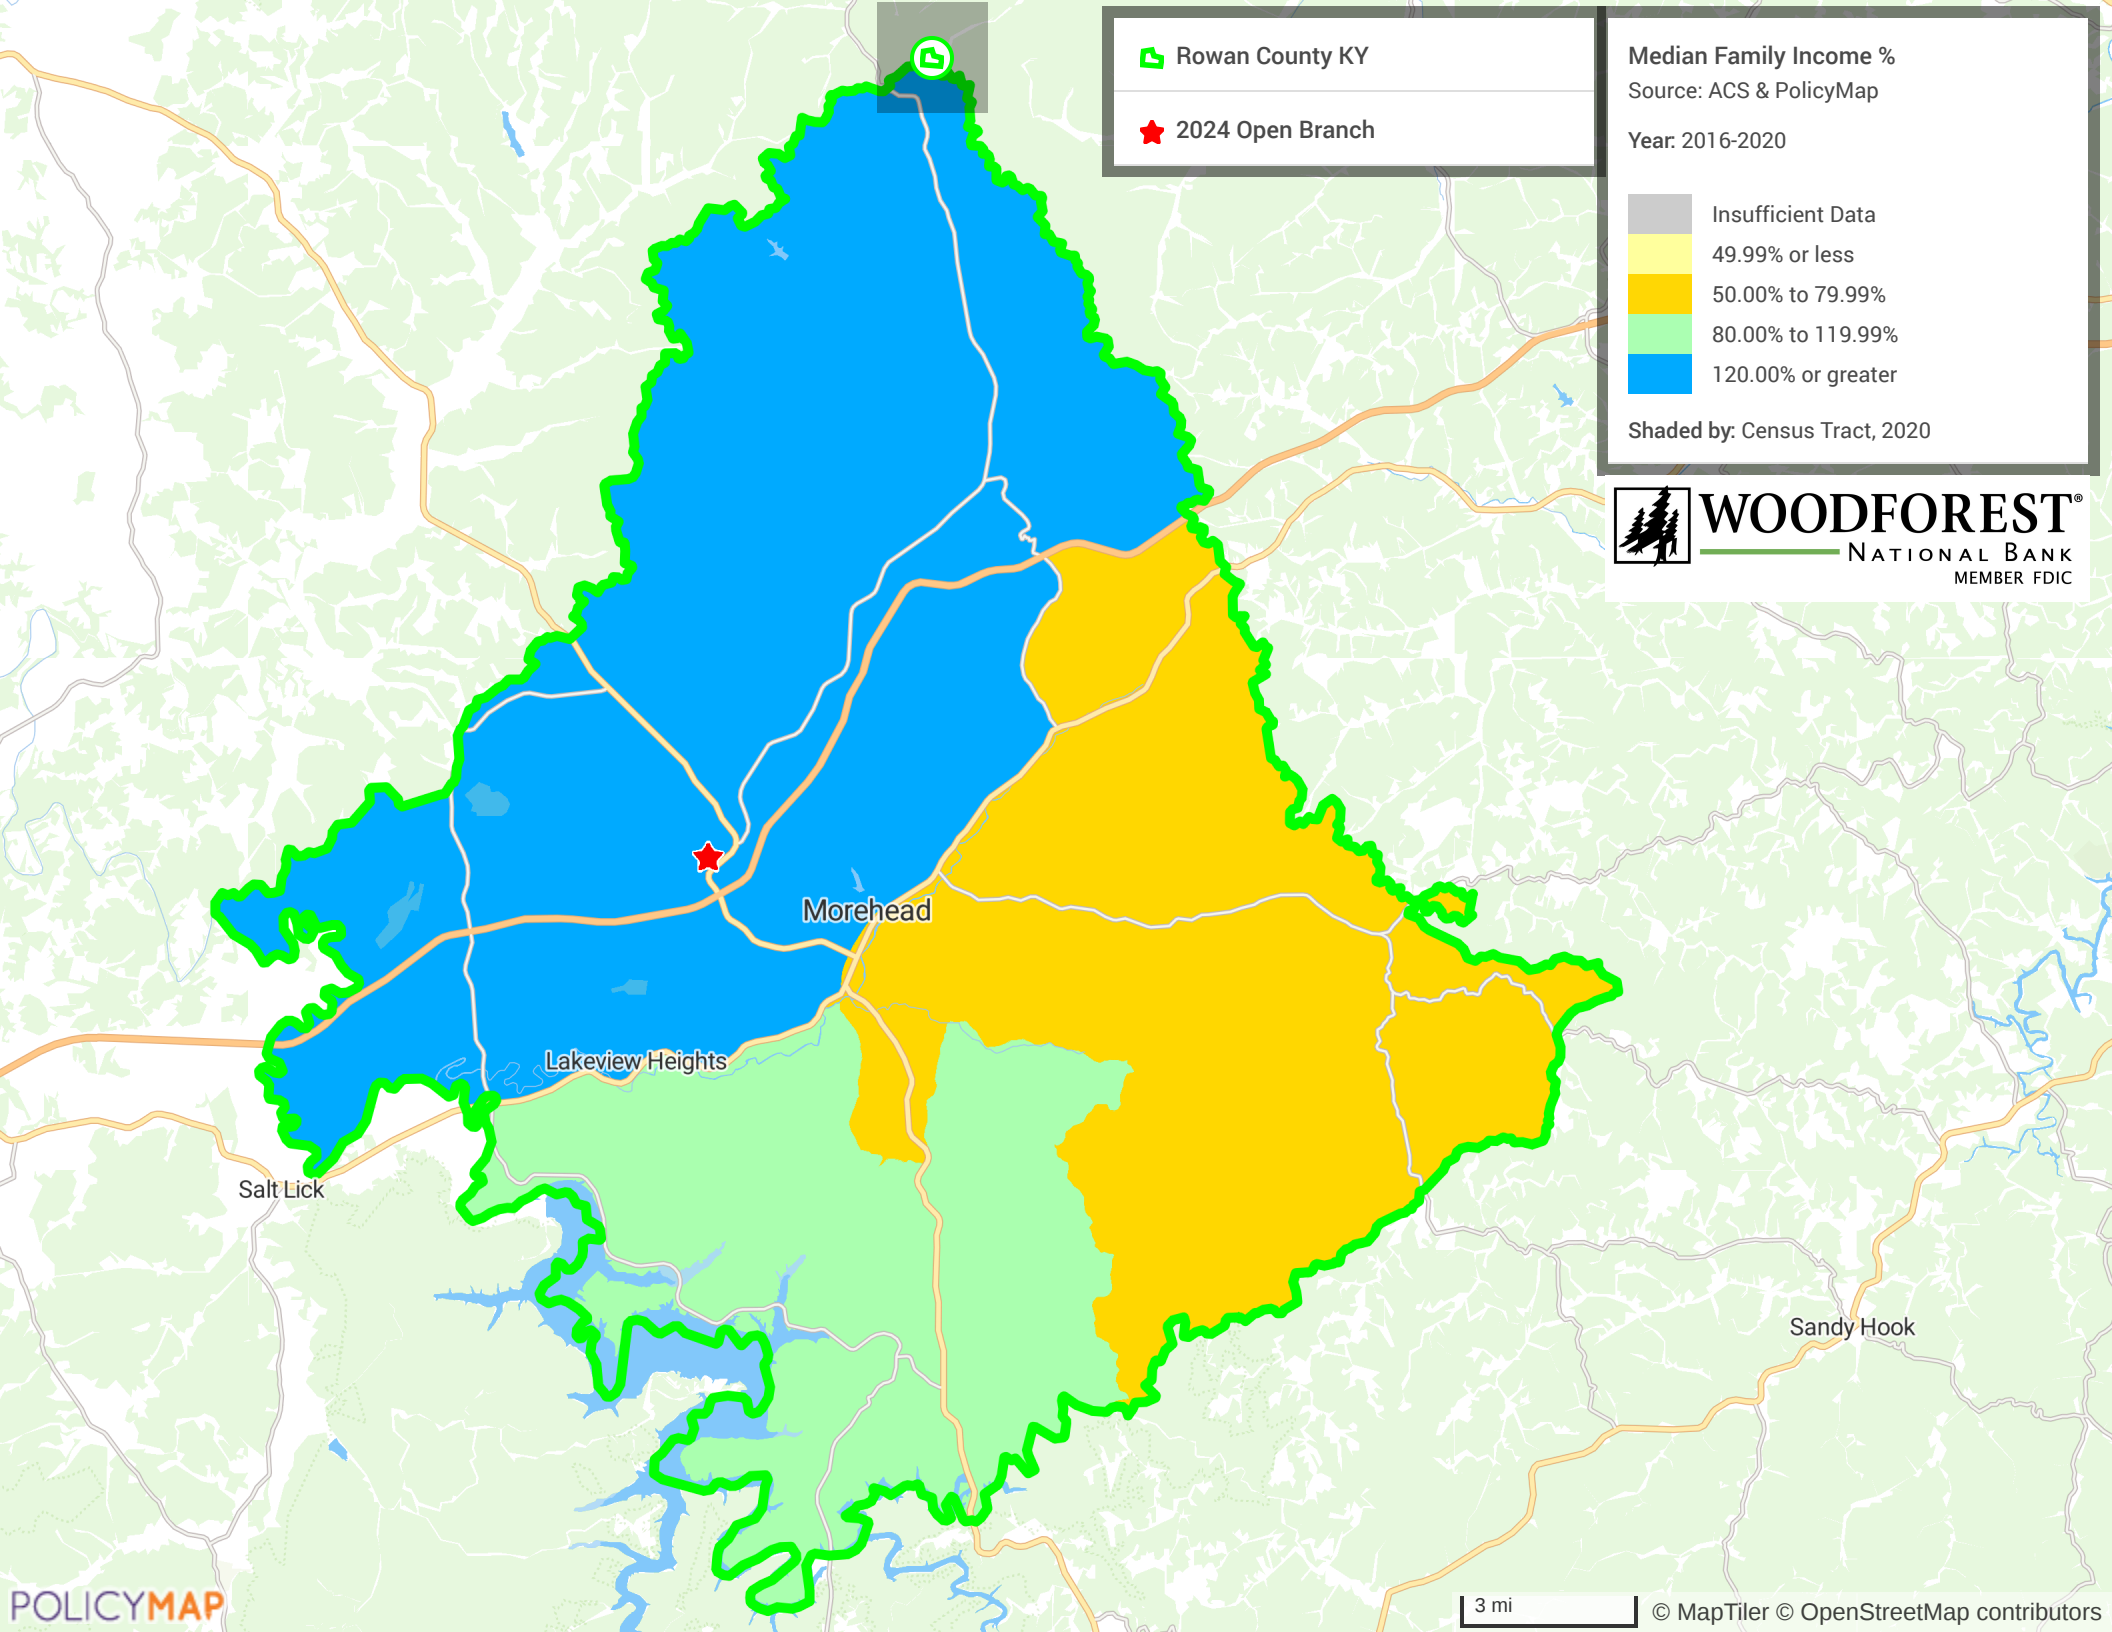 Rowan County KY
2024 Open Branch
Median Family Income %
Source: ACS & PolicyMap
Year: 2016-2020
Insufficient Data
49.99% or less
50.00% to 79.99%
80.00% to 119.99%
120.00% or greater
Shaded by: Census Tract, 2020
WOODFOREST®
NATIONAL BANK
MEMBER FDIC
Morehead
Lakeview Heights
Salt Lick
Sandy Hook
POLICYMAP
3 mi
© MapTiler © OpenStreetMap contributors